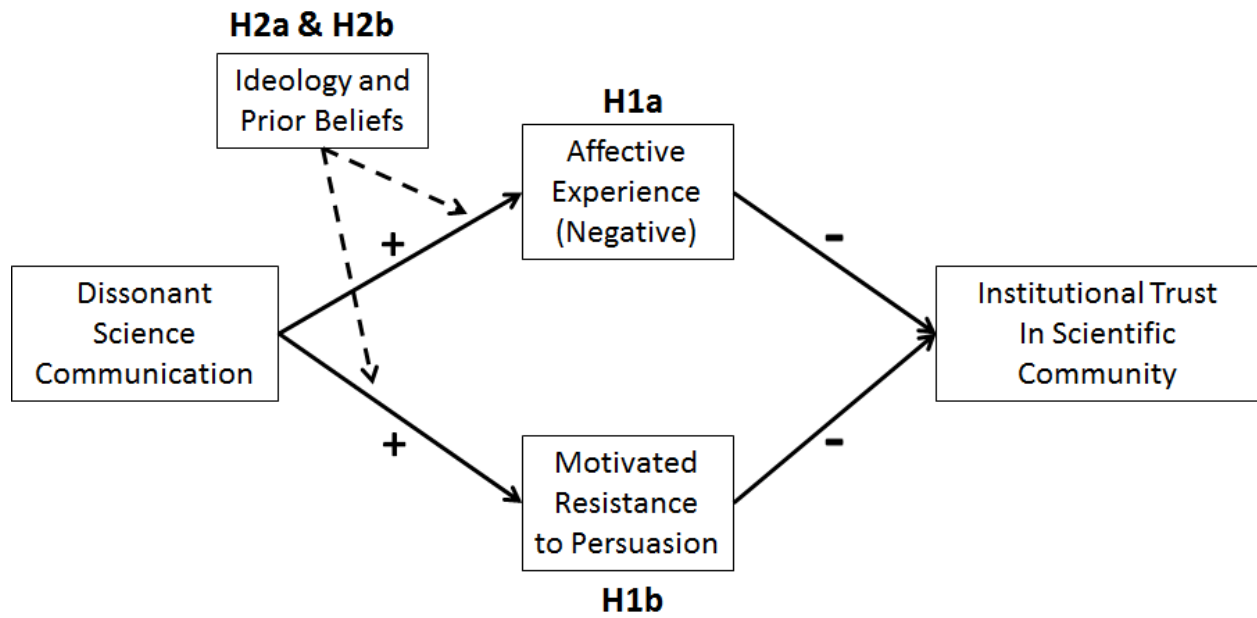 H2a & H2b
Ideology and
Prior Beliefs
H1a
Affective
Experience
(Negative)
+
-
Dissonant
Science
Communication
Institutional Trust
In Scientific
Community
+
-
Motivated
Resistance
to Persuasion
H1b